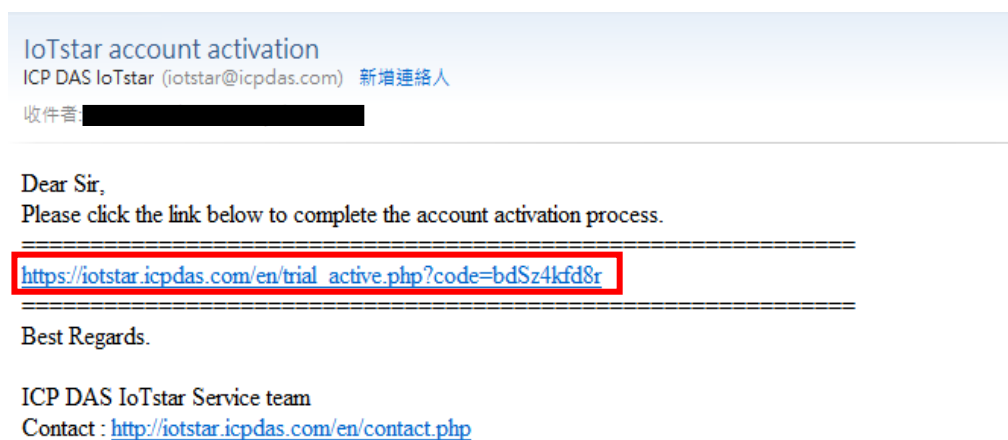 IoTstar account activation
ICP DAS IoTstar (iotstar@icpdas.com) 新增連絡人
收件者:
Dear Sir,
Please click the link below to complete the account activation process.
=============================================================
https://iotstar.icpdas.com/en/trial_active.php?code=bdSz4kfd8r
=============================================================
Best Regards.
ICP DAS IoTstar Service team
Contact : http://iotstar.icpdas.com/en/contact.php